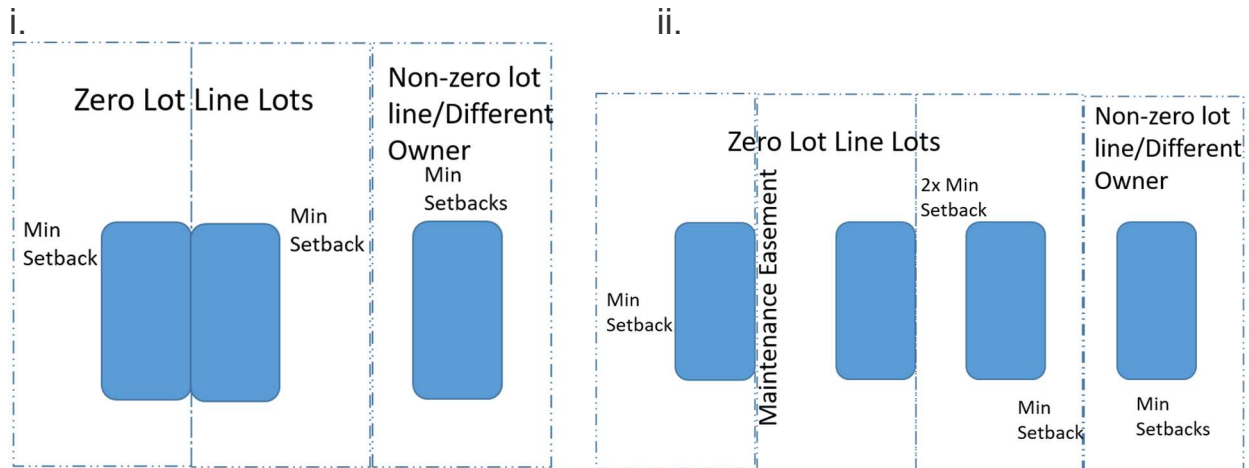 i.
Zero Lot Line Lots
Non-zero lot
line/Different
Owner
Min
Setbacks
Min
Setback
Min
Setback
ii.
Zero Lot Line Lots
Non-zero lot
line/Different
Owner
Maintenance Easement
2x Min
Setback
Min
Setback
Min
Setback
Min
Setbacks